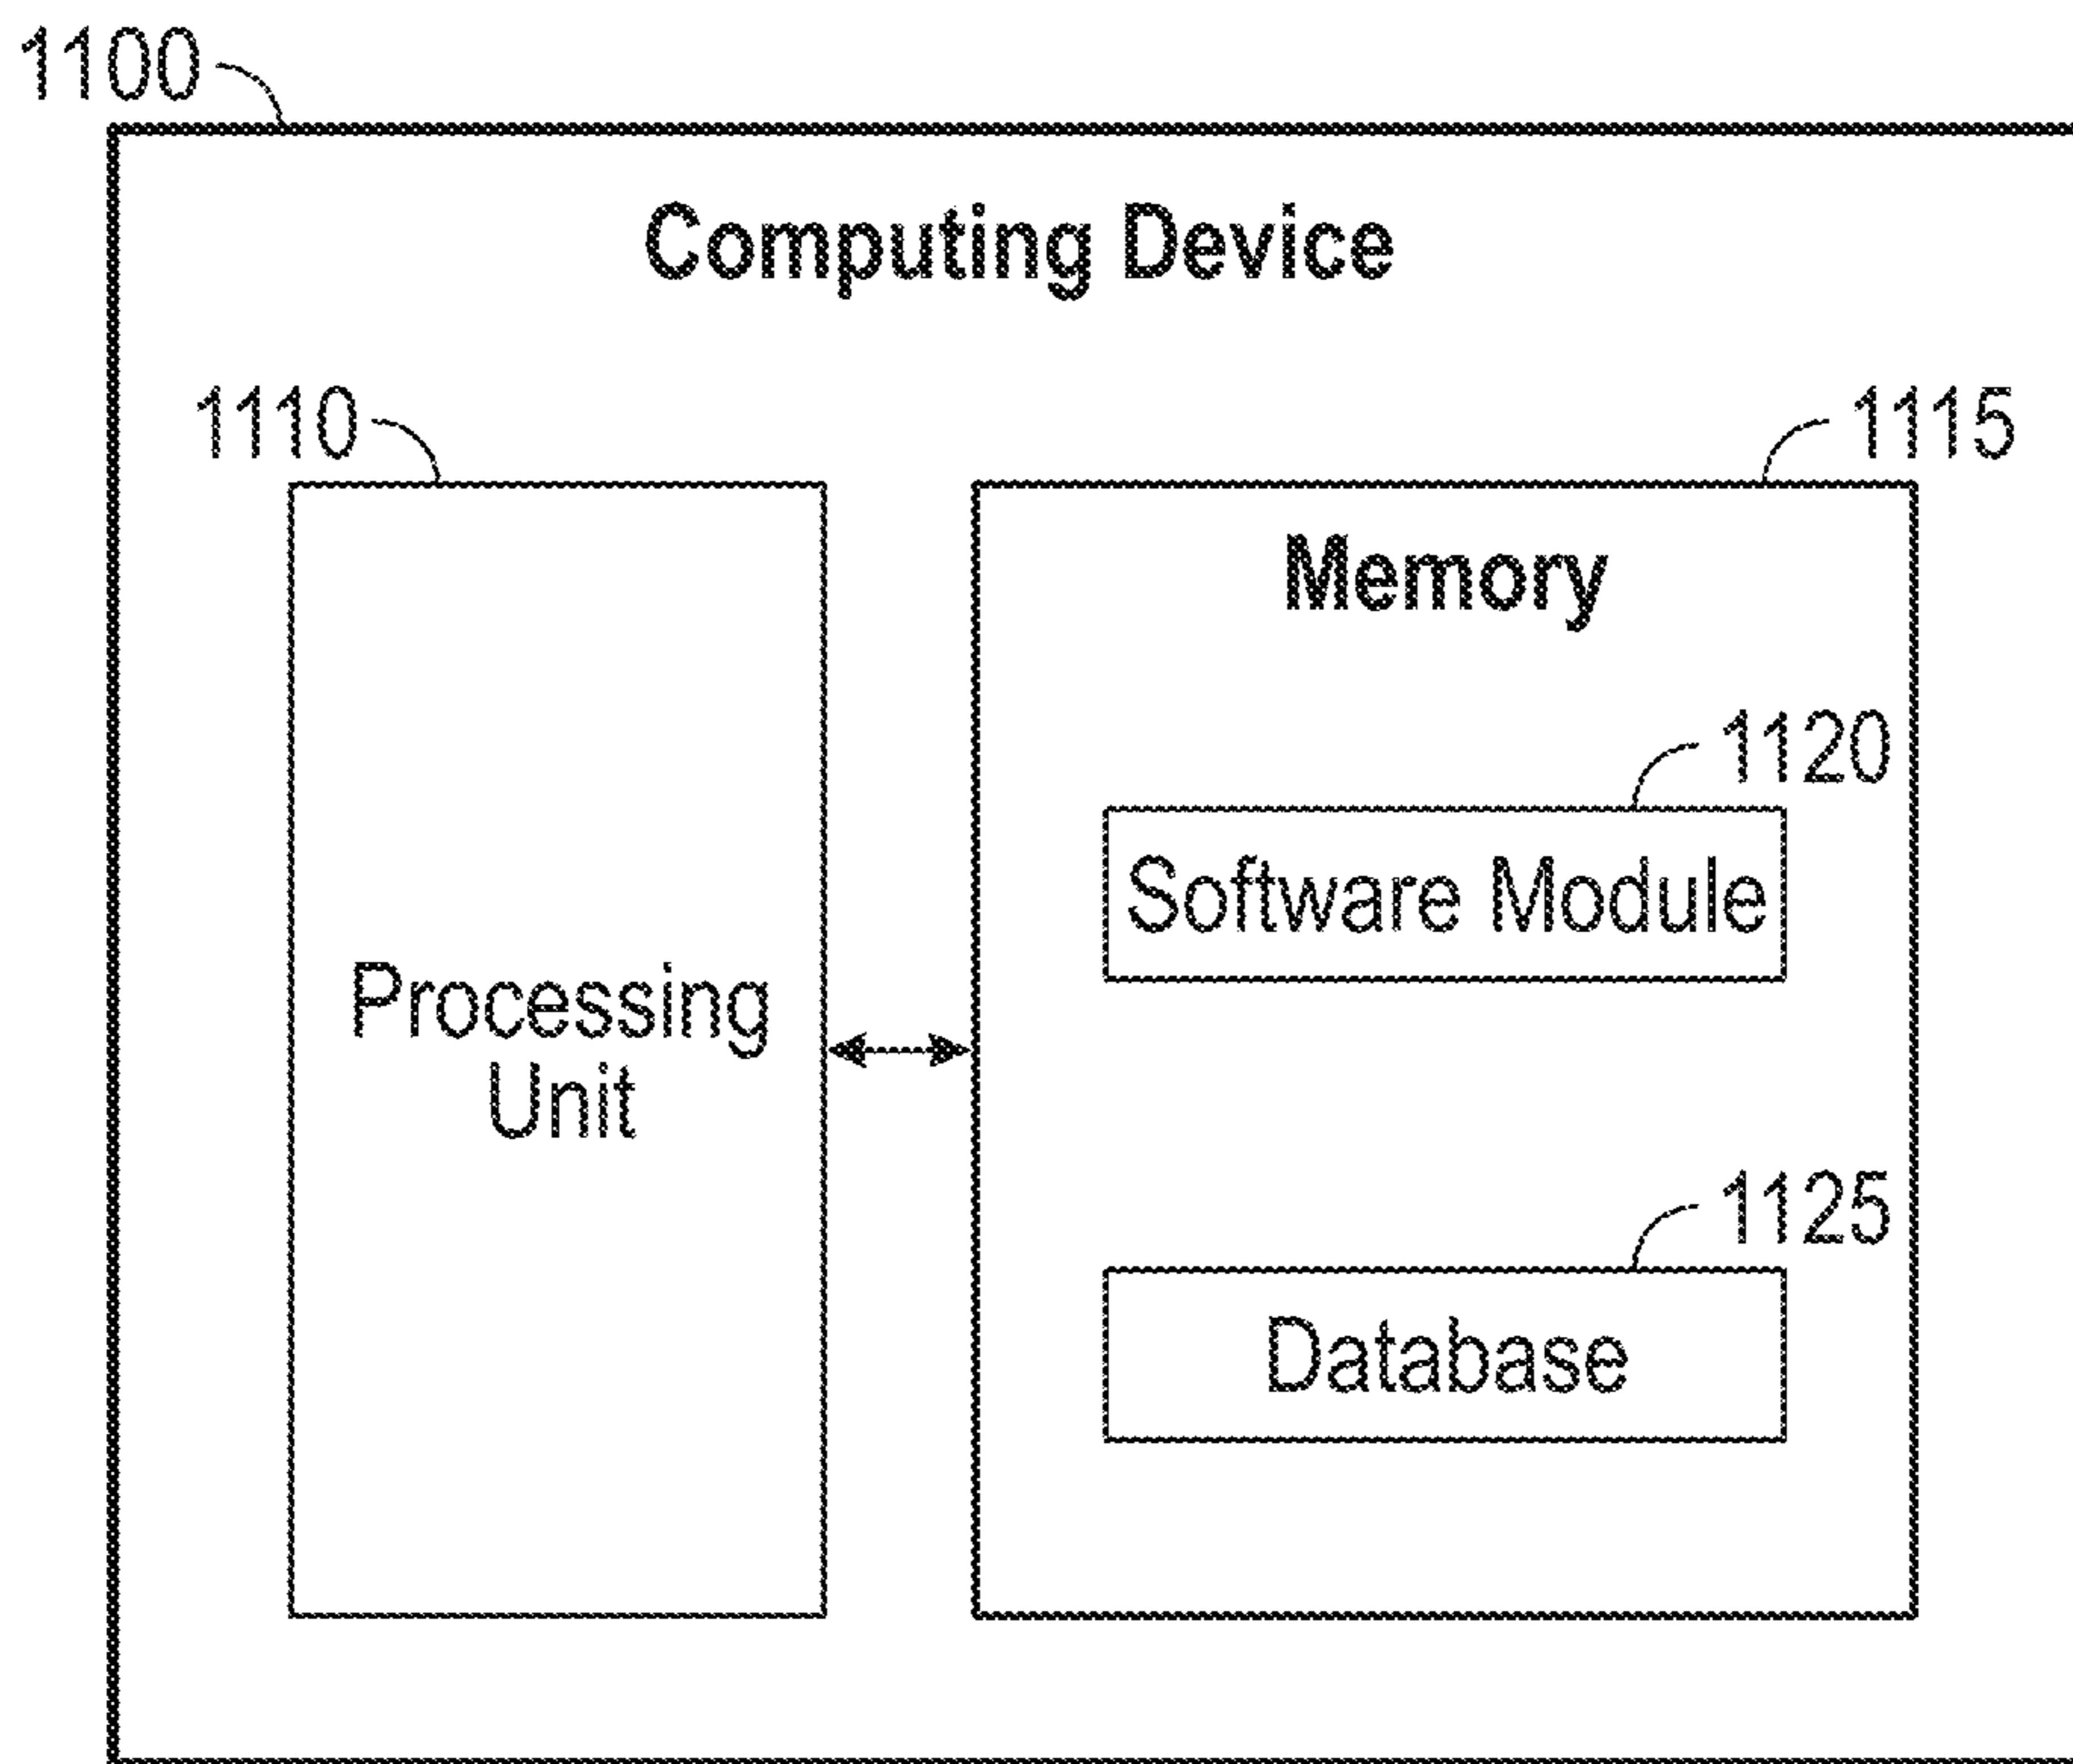 1100
Computing Device
1110
1115
Memory
1120
Software Module
Processing
Unit
1125
Database